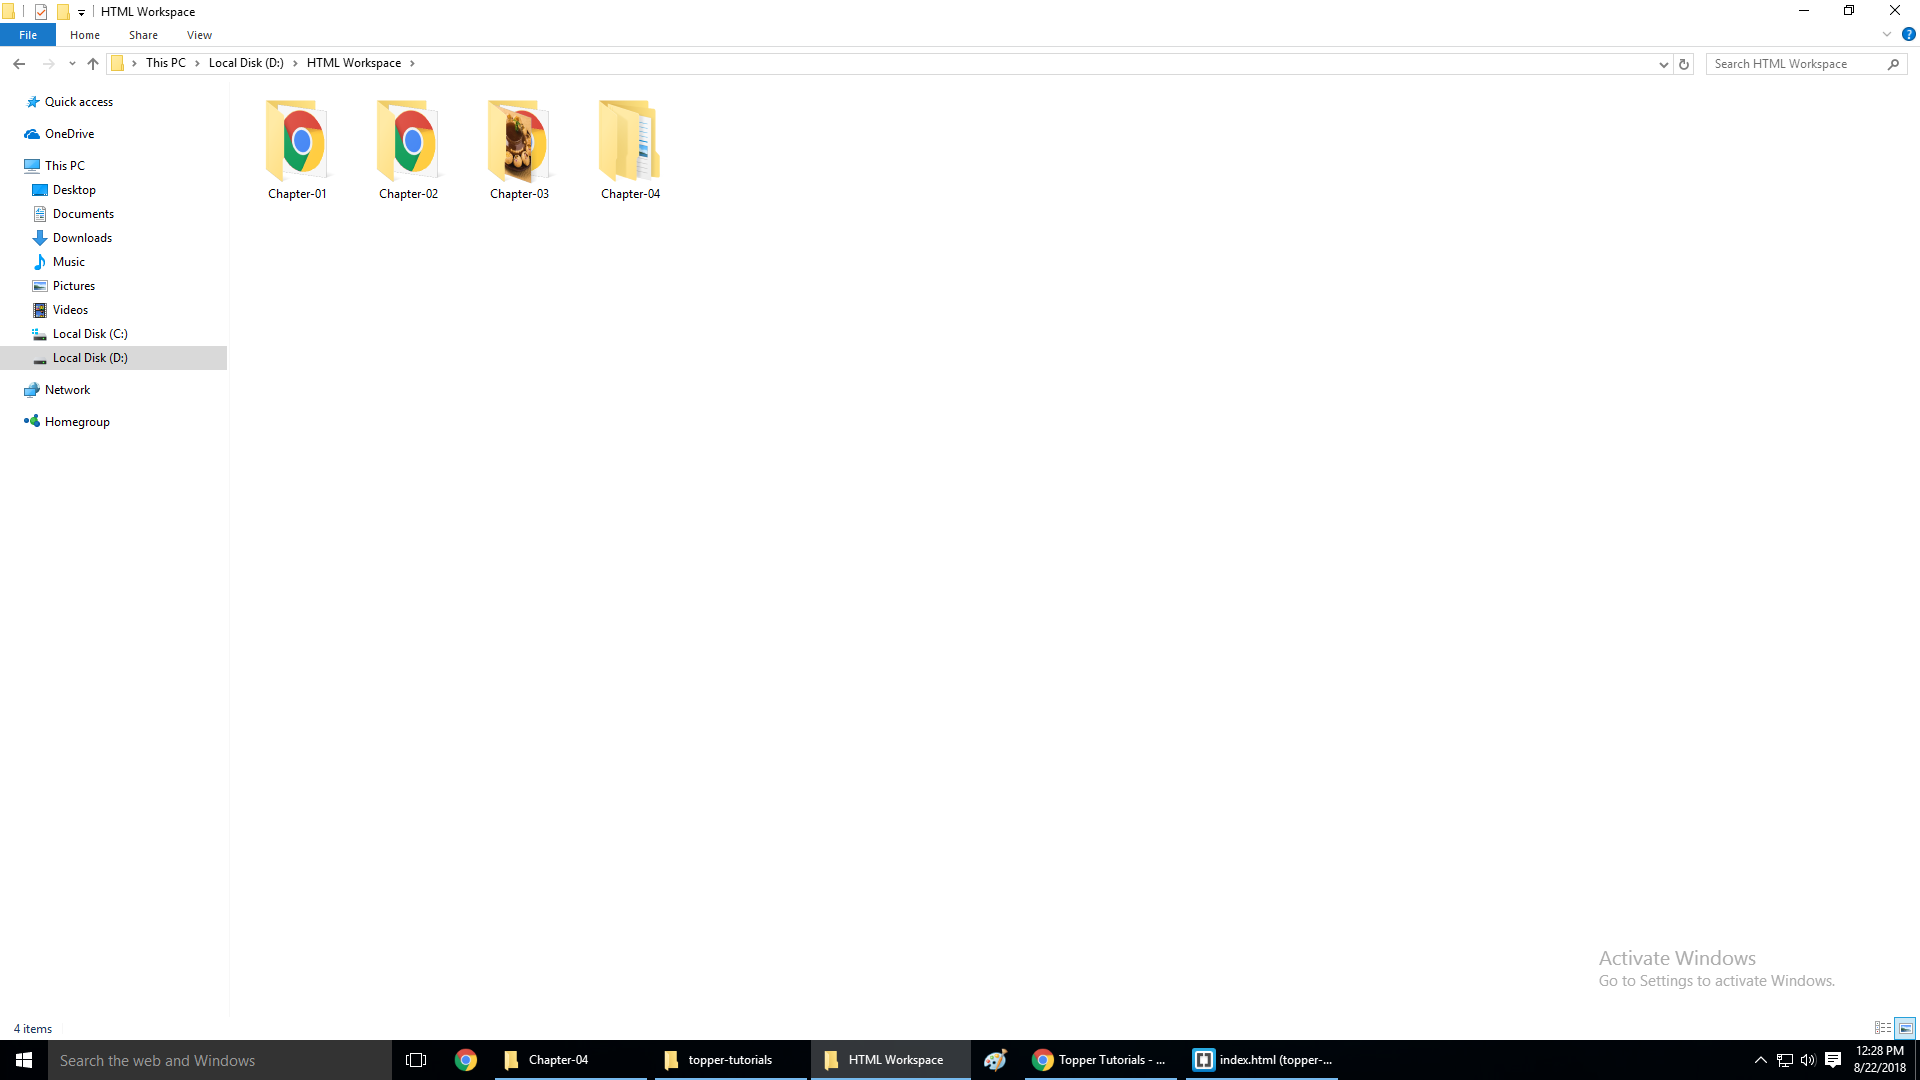 HTML Workspace
File Home Share View
This PC Local Disk (D:) HTML Workspace
Search HTML Workspace
Quick access
OneDrive
This PC
Desktop
Documents
Downloads
Music
Pictures
Videos
Local Disk (C:)
Local Disk (D:)
Network
Homegroup
Chapter-01 Chapter-02 Chapter-03 Chapter-04
Activate Windows
Go to Settings to activate Windows.
4 items
Search the web and Windows
Chapter-04
topper-tutorials
HTML Workspace
Topper Tutorials - ...
index.html (topper-...
12:28 PM
8/22/2018